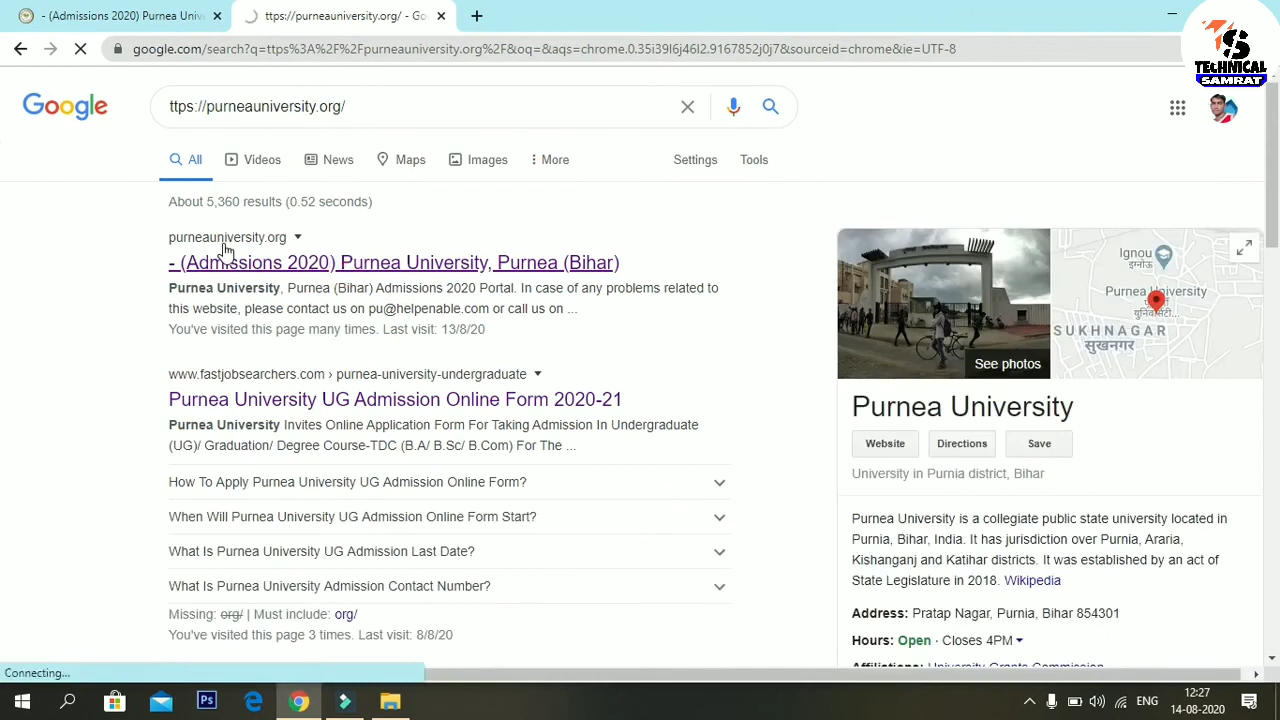 - (Admissions 2020) Purnea Unive
ttps://purneauniversity.org/ - Go
google.com/search?q=ttps%3A%2F%2Fpurneauniversity.org%2F&oq=&aqs=chrome.0.35i39l6j46l2.9167852j0j7&sourceid=chrome&ie=UTF-8
TECHNICAL
SAMRAT
Google
ttps://purneauniversity.org/
All Videos News Maps Images More Settings Tools
About 5,360 results (0.52 seconds)
purneauniversity.org
- (Admissions 2020) Purnea University, Purnea (Bihar)
Purnea University, Purnea (Bihar) Admissions 2020 Portal. In case of any problems related to
this website, please contact us on pu@helpenable.com or call us on ...
You've visited this page many times. Last visit: 13/8/20
www.fastjobsearchers.com › purnea-university-undergraduate
Purnea University UG Admission Online Form 2020-21
Purnea University Invites Online Application Form For Taking Admission In Undergraduate
(UG)/ Graduation/ Degree Course-TDC (B.A/ B.Sc/ B.Com) For The ...
How To Apply Purnea University UG Admission Online Form?
When Will Purnea University UG Admission Online Form Start?
What Is Purnea University UG Admission Last Date?
What Is Purnea University Admission Contact Number?
Missing: org/ | Must include: org/
You've visited this page 3 times. Last visit: 8/8/20
See photos
Ignou
इग्नोऊ
Purnea University
यूनिवर्सिटी
SUKHNAGAR
सुखनगर
Purnea University
Website Directions Save
University in Purnia district, Bihar
Purnea University is a collegiate public state university located in
Purnia, Bihar, India. It has jurisdiction over Purnia, Araria,
Kishanganj and Katihar districts. It was established by an act of
State Legislature in 2018. Wikipedia
Address: Pratap Nagar, Purnia, Bihar 854301
Hours: Open · Closes 4PM
Affiliations: University Grants Commission
Connecting...
ENG
12:27
14-08-2020